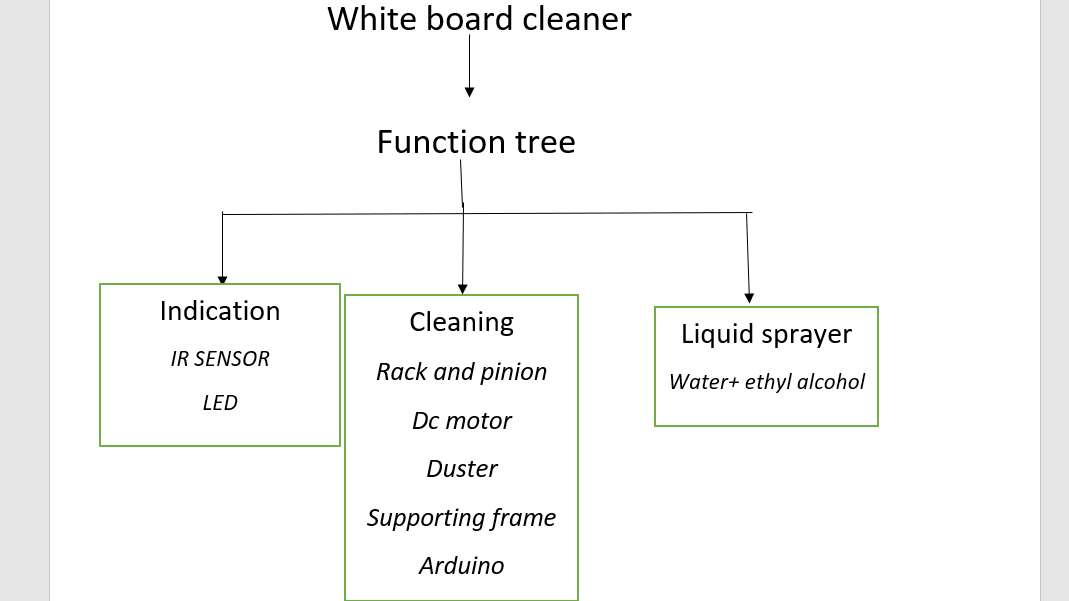 White board cleaner
Function tree
Indication
IR SENSOR
LED
Cleaning
Rack and pinion
Dc motor
Duster
Supporting frame
Arduino
Liquid sprayer
Water+ ethyl alcohol